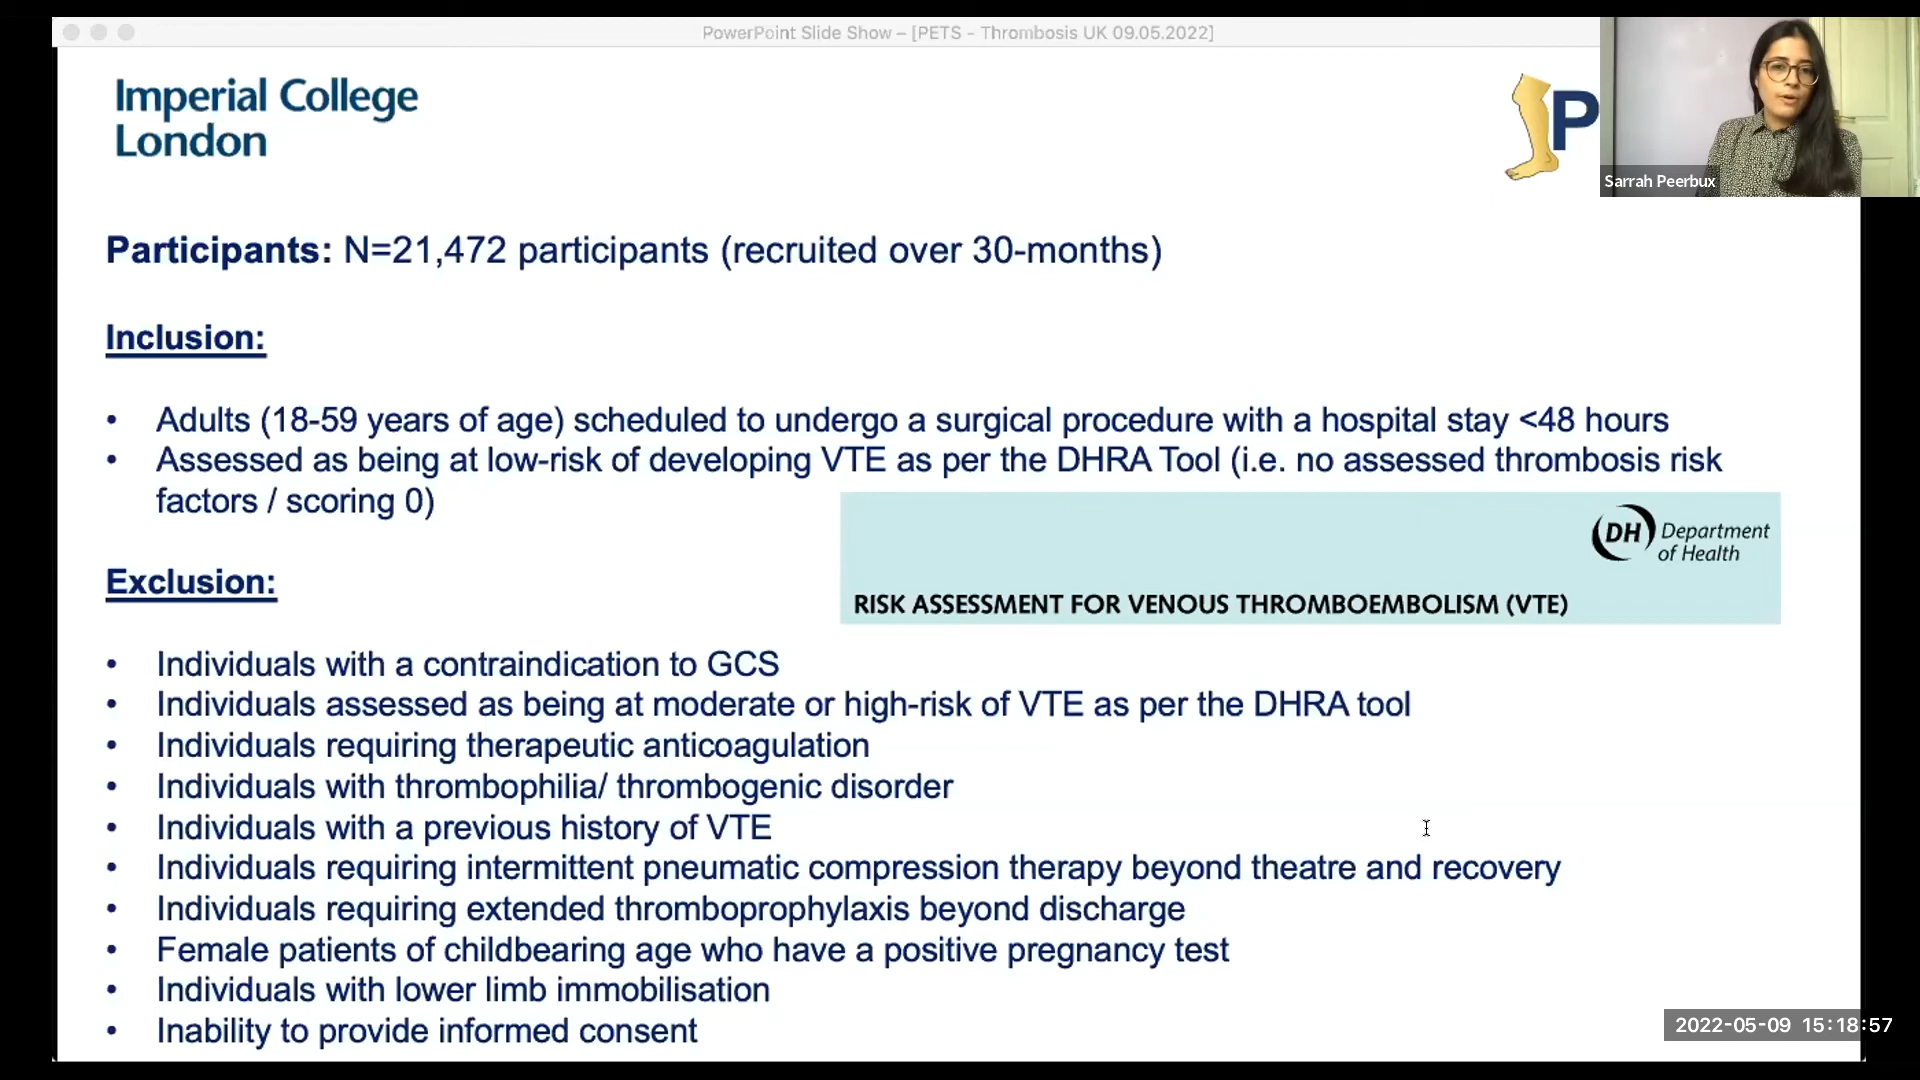 PowerPoint Slide Show – [PETS - Thrombosis UK 09.05.2022]
Imperial College
London
P
Sarrah Peerbux
Participants: N=21,472 participants (recruited over 30-months)
Inclusion:
• Adults (18-59 years of age) scheduled to undergo a surgical procedure with a hospital stay <48 hours
• Assessed as being at low-risk of developing VTE as per the DHRA Tool (i.e. no assessed thrombosis risk
factors / scoring 0)
DH Department
of Health
RISK ASSESSMENT FOR VENOUS THROMBOEMBOLISM (VTE)
Exclusion:
• Individuals with a contraindication to GCS
• Individuals assessed as being at moderate or high-risk of VTE as per the DHRA tool
• Individuals requiring therapeutic anticoagulation
• Individuals with thrombophilia/ thrombogenic disorder
• Individuals with a previous history of VTE
• Individuals requiring intermittent pneumatic compression therapy beyond theatre and recovery
• Individuals requiring extended thromboprophylaxis beyond discharge
• Female patients of childbearing age who have a positive pregnancy test
• Individuals with lower limb immobilisation
• Inability to provide informed consent
2022-05-09 15:18:57